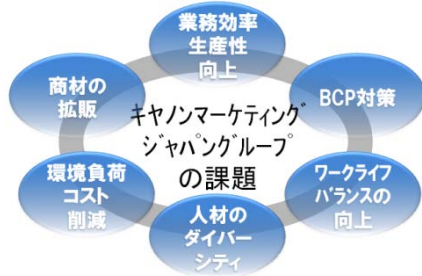 業務効率
生産性
向上
商材の
拡販
BCP対策
キヤノンマーケティング
ジャパングループ
の課題
環境負荷
コスト
削減
ワークライフ
バランスの
向上
人材の
ダイバー
シティ